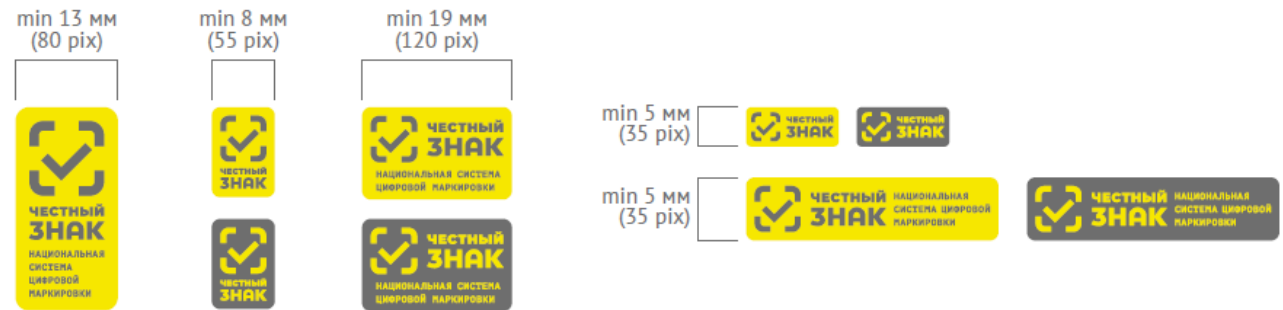 min 13 мм
(80 pix)
min 8 мм
(55 pix)
min 19 мм
(120 pix)
ЧЕСТНЫЙ
ЗНАК
НАЦИОНАЛЬНАЯ
СИСТЕМА
ЦИФРОВОЙ
МАРКИРОВКИ
ЧЕСТНЫЙ
ЗНАК
ЧЕСТНЫЙ
ЗНАК
ЧЕСТНЫЙ
ЗНАК
НАЦИОНАЛЬНАЯ СИСТЕМА
ЦИФРОВОЙ МАРКИРОВКИ
ЧЕСТНЫЙ
ЗНАК
НАЦИОНАЛЬНАЯ СИСТЕМА
ЦИФРОВОЙ МАРКИРОВКИ
min 5 мм
(35 pix)
ЧЕСТНЫЙ
ЗНАК
ЧЕСТНЫЙ
ЗНАК
min 5 мм
(35 pix)
ЧЕСТНЫЙ
ЗНАК
НАЦИОНАЛЬНАЯ
СИСТЕМА ЦИФРОВОЙ
МАРКИРОВКИ
ЧЕСТНЫЙ
ЗНАК
НАЦИОНАЛЬНАЯ
СИСТЕМА ЦИФРОВОЙ
МАРКИРОВКИ